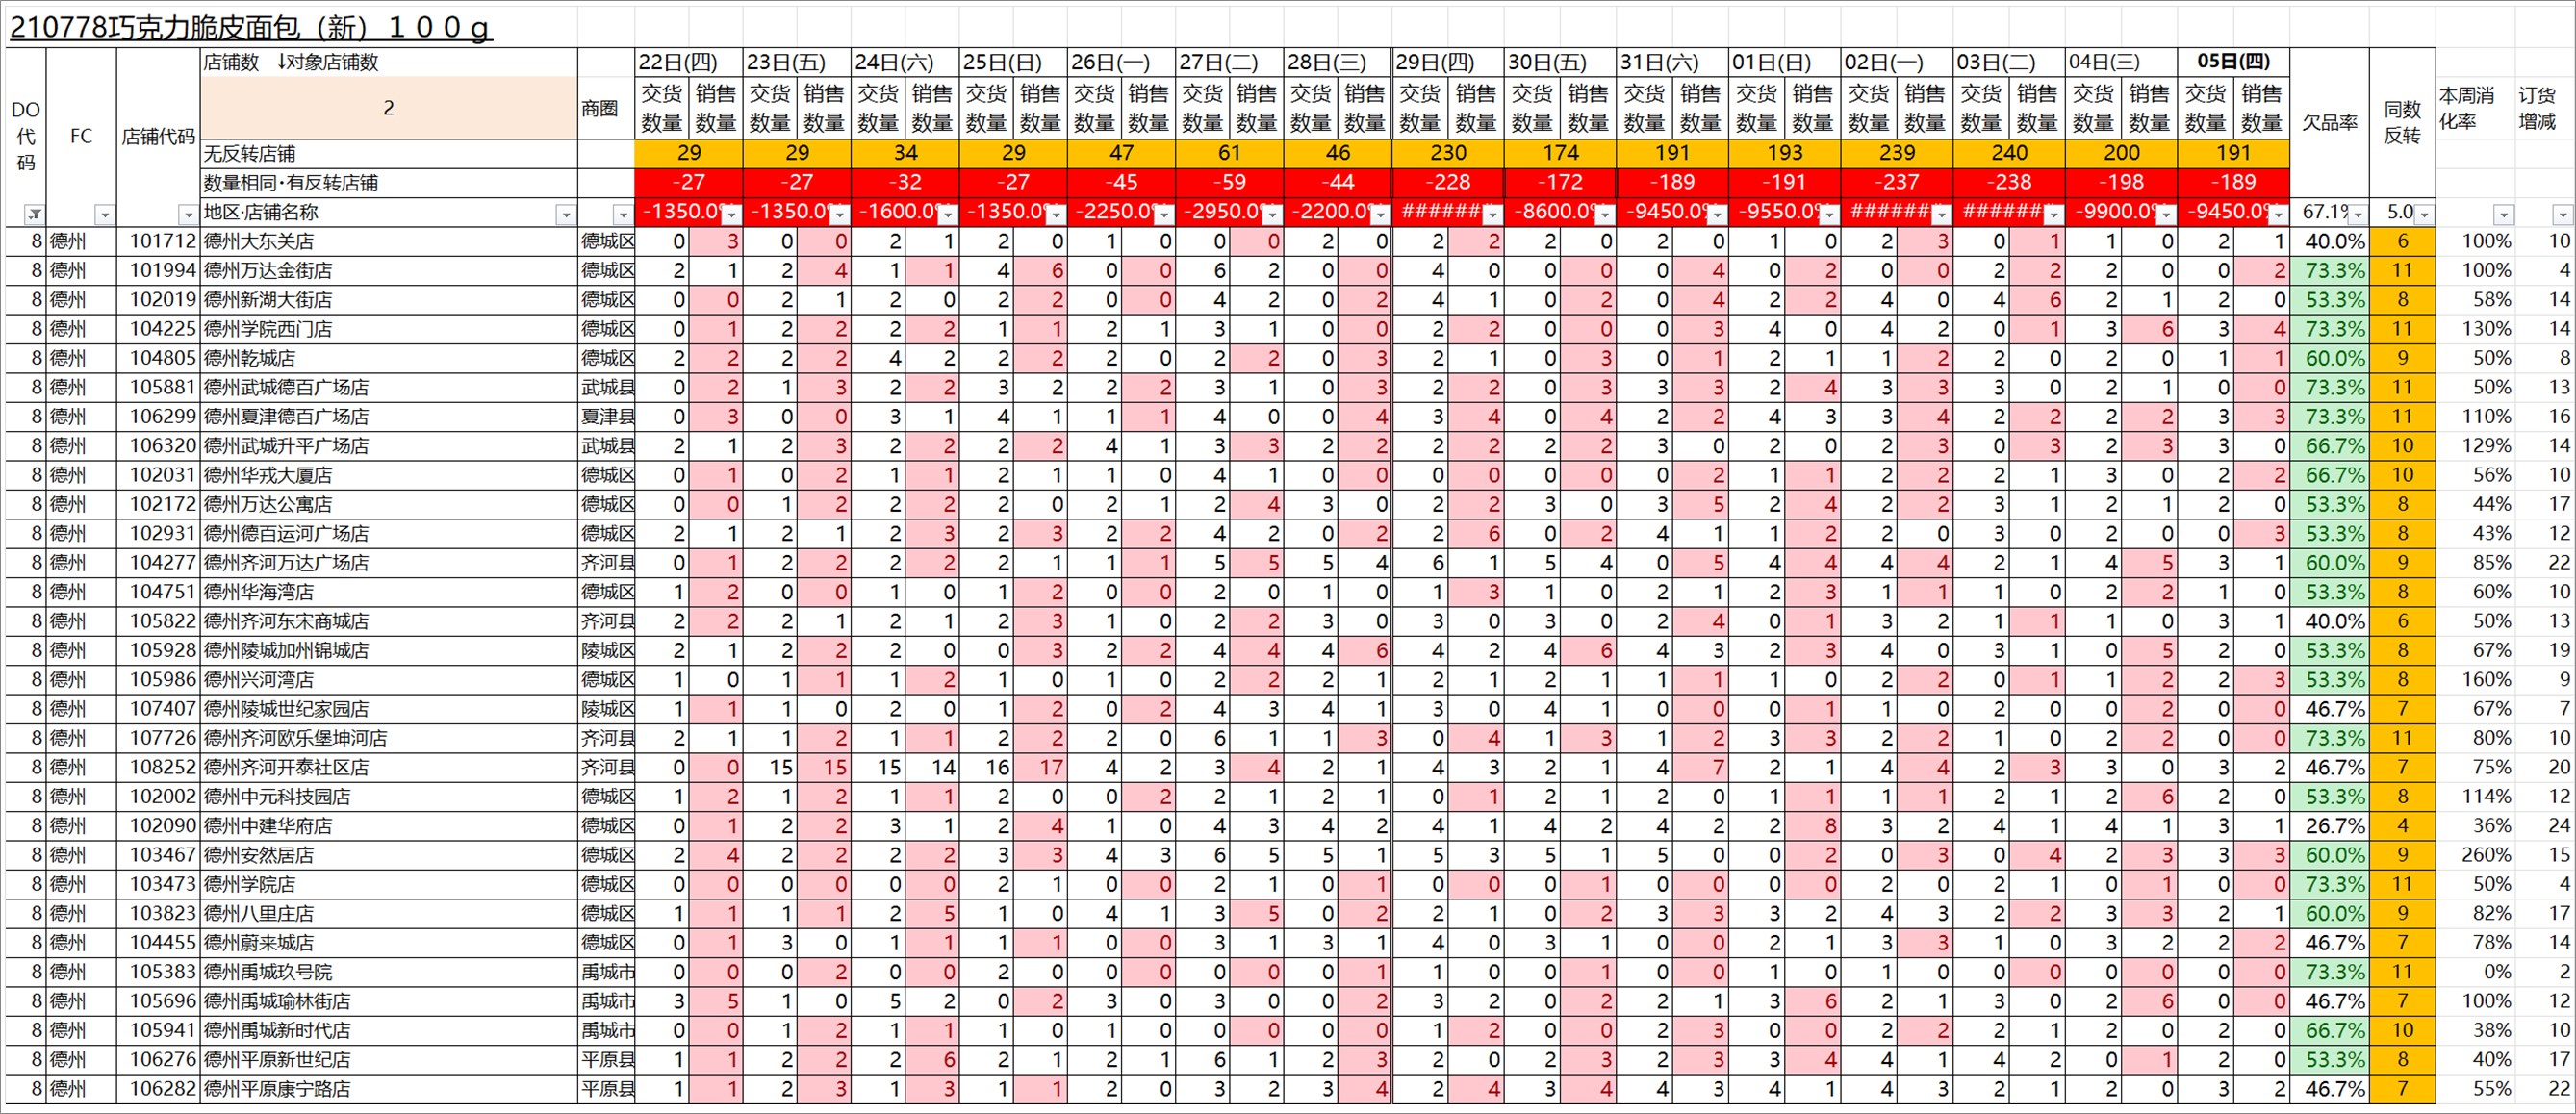 210778巧克力脆皮面包（新）１００ｇ
DO代码 FC 店铺代码 店铺数 ↓对象店铺数 商圈 22日(四) 23日(五) 24日(六) 25日(日) 26日(一) 27日(二) 28日(三) 29日(四) 30日(五) 31日(六) 01日(日) 02日(一) 03日(二) 04日(三) 05日(四) 欠品率 同数反转 本周消化率 订货增减
2 交货数量 销售数量 交货数量 销售数量 交货数量 销售数量 交货数量 销售数量 交货数量 销售数量 交货数量 销售数量 交货数量 销售数量 交货数量 销售数量 交货数量 销售数量 交货数量 销售数量 交货数量 销售数量 交货数量 销售数量 交货数量 销售数量 交货数量 销售数量 交货数量 销售数量
无反转店铺 29 29 34 29 47 61 46 230 174 191 193 239 240 200 191
数量相同·有反转店铺 -27 -27 -32 -27 -45 -59 -44 -228 -172 -189 -191 -237 -238 -198 -189
地区·店铺名称 -1350.0% -1350.0% -1600.0% -1350.0% -2250.0% -2950.0% -2200.0% ####### -8600.0% -9450.0% -9550.0% ####### ####### -9900.0% -9450.0% 67.1% 5.0
8 德州 101712 德州大东关店 德城区 0 3 0 0 2 1 2 0 1 0 0 0 2 0 2 2 2 0 2 0 1 0 2 3 0 1 1 0 2 1 40.0% 6 100% 10
8 德州 101994 德州万达金街店 德城区 2 1 2 4 1 1 4 6 0 0 6 2 0 0 4 0 0 0 0 4 0 2 0 0 2 2 2 0 0 2 73.3% 11 100% 4
8 德州 102019 德州新湖大街店 德城区 0 0 2 1 2 0 2 2 0 0 4 2 0 2 4 1 0 2 0 4 2 2 4 0 4 6 2 1 2 0 53.3% 8 58% 14
8 德州 104225 德州学院西门店 德城区 0 1 2 2 2 2 1 1 2 1 3 1 0 0 2 2 0 0 0 3 4 0 4 2 0 1 3 6 3 4 73.3% 11 130% 14
8 德州 104805 德州乾城店 德城区 2 2 2 2 4 2 2 2 2 0 2 2 0 3 2 1 0 3 0 1 2 1 1 2 2 0 2 0 1 1 60.0% 9 50% 8
8 德州 105881 德州武城德百广场店 武城县 0 2 1 3 2 2 3 2 2 2 3 1 0 3 2 2 0 3 3 3 2 4 3 3 3 0 2 1 0 0 73.3% 11 50% 13
8 德州 106299 德州夏津德百广场店 夏津县 0 3 0 0 3 1 4 1 1 1 4 0 0 4 3 4 0 4 2 2 4 3 3 4 2 2 2 2 3 3 73.3% 11 110% 16
8 德州 106320 德州武城升平广场店 武城县 2 1 2 3 2 2 2 2 4 1 3 3 2 2 2 2 2 2 3 0 2 0 2 3 0 3 2 3 3 0 66.7% 10 129% 14
8 德州 102031 德州华戎大厦店 德城区 0 1 0 2 1 1 2 1 1 0 4 1 0 0 0 0 0 0 0 2 1 1 2 2 2 1 3 0 2 2 66.7% 10 56% 10
8 德州 102172 德州万达公寓店 德城区 0 0 1 2 2 2 2 0 2 1 2 4 3 0 2 2 3 0 3 5 2 4 2 2 3 1 2 1 2 0 53.3% 8 44% 17
8 德州 102931 德州德百运河广场店 德城区 2 1 2 1 2 3 2 3 2 2 4 2 0 2 2 6 0 2 4 1 1 2 2 0 3 0 2 0 0 3 53.3% 8 43% 12
8 德州 104277 德州齐河万达广场店 齐河县 0 1 2 2 2 2 2 1 1 1 5 5 5 4 6 1 5 4 0 5 4 4 4 4 2 1 4 5 3 1 60.0% 9 85% 22
8 德州 104751 德州华海湾店 德城区 1 2 0 0 1 0 1 2 0 0 2 0 1 0 1 3 1 0 2 1 2 3 1 1 1 0 2 2 1 0 53.3% 8 60% 10
8 德州 105822 德州齐河东宋商城店 齐河县 2 2 2 1 2 1 2 3 1 0 2 2 3 0 3 0 3 0 2 4 0 1 3 2 1 1 1 0 3 1 40.0% 6 50% 13
8 德州 105928 德州陵城加州锦城店 陵城区 2 1 2 2 2 0 0 3 2 2 4 4 4 6 4 2 4 6 4 3 2 3 4 0 3 1 0 5 2 0 53.3% 8 67% 19
8 德州 105986 德州兴河湾店 德城区 1 0 1 1 1 2 1 0 1 0 2 2 2 1 2 1 2 1 1 1 1 0 2 2 0 1 1 2 2 3 53.3% 8 160% 9
8 德州 107407 德州陵城世纪家园店 陵城区 1 1 1 0 2 0 1 2 0 2 4 3 4 1 3 0 4 1 0 0 0 1 1 0 2 0 0 2 0 0 46.7% 7 67% 7
8 德州 107726 德州齐河欧乐堡坤河店 齐河县 2 1 1 2 1 1 2 2 2 0 6 1 1 3 0 4 1 3 1 2 3 3 2 2 1 0 2 2 0 0 73.3% 11 80% 10
8 德州 108252 德州齐河开泰社区店 齐河县 0 0 15 15 15 14 16 17 4 2 3 4 2 1 4 3 2 1 4 7 2 1 4 4 2 3 3 0 3 2 46.7% 7 75% 20
8 德州 102002 德州中元科技园店 德城区 1 2 1 2 1 1 2 0 0 2 2 1 2 1 0 1 2 1 2 0 1 1 1 1 2 1 2 6 2 0 53.3% 8 114% 12
8 德州 102090 德州中建华府店 德城区 0 1 2 2 3 1 2 4 1 0 4 3 4 2 4 1 4 2 4 2 2 8 3 2 4 1 4 1 3 1 26.7% 4 36% 24
8 德州 103467 德州安然居店 德城区 2 4 2 2 2 2 3 3 4 3 6 5 5 1 5 3 5 1 5 0 0 2 0 3 0 4 2 3 3 3 60.0% 9 260% 15
8 德州 103473 德州学院店 德城区 0 0 0 0 0 0 2 1 0 0 2 1 0 1 0 0 0 1 0 0 0 0 2 0 2 1 0 1 0 0 73.3% 11 50% 4
8 德州 103823 德州八里庄店 德城区 1 1 1 1 2 5 1 0 4 1 3 5 0 2 2 1 0 2 3 3 3 2 4 3 2 2 3 3 2 1 60.0% 9 82% 17
8 德州 104455 德州蔚来城店 德城区 0 1 3 0 1 1 1 1 0 0 3 1 3 1 4 0 3 1 0 0 2 1 3 3 1 0 3 2 2 2 46.7% 7 78% 14
8 德州 105383 德州禹城玖号院 禹城市 0 0 0 2 0 0 2 0 0 0 0 0 0 1 1 0 0 1 0 0 1 0 1 0 0 0 0 0 0 0 73.3% 11 0% 2
8 德州 105696 德州禹城瑜林街店 禹城市 3 5 1 0 5 2 0 2 3 0 3 0 0 2 3 2 0 2 2 1 3 6 2 1 3 0 2 6 0 0 46.7% 7 100% 12
8 德州 105941 德州禹城新时代店 禹城市 0 0 1 2 1 1 1 0 1 0 0 0 0 0 1 2 0 0 2 3 0 0 2 2 2 1 2 0 2 0 66.7% 10 38% 10
8 德州 106276 德州平原新世纪店 平原县 1 1 2 2 2 6 2 1 2 1 6 1 2 3 2 0 2 3 2 3 3 4 4 1 4 2 0 1 2 0 53.3% 8 40% 17
8 德州 106282 德州平原康宁路店 平原县 1 1 2 3 1 3 1 1 2 0 3 2 3 4 2 4 3 4 4 3 4 1 4 3 2 1 2 0 3 2 46.7% 7 55% 22